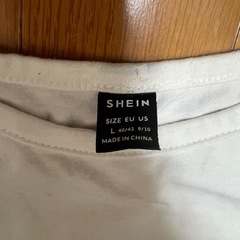 SHEIN
SIZE EU US
L 40/42 8/10
MADE IN CHINA